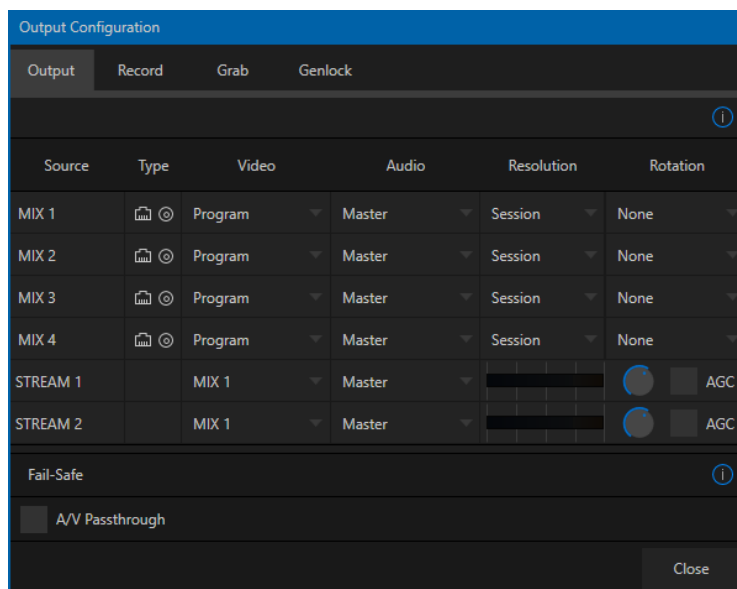 Output Configuration
Output Record Grab Genlock
Source Type Video Audio Resolution Rotation
MIX 1 Program Master Session None
MIX 2 Program Master Session None
MIX 3 Program Master Session None
MIX 4 Program Master Session None
STREAM 1 MIX 1 Master AGC
STREAM 2 MIX 1 Master AGC
Fail-Safe
A/V Passthrough
Close